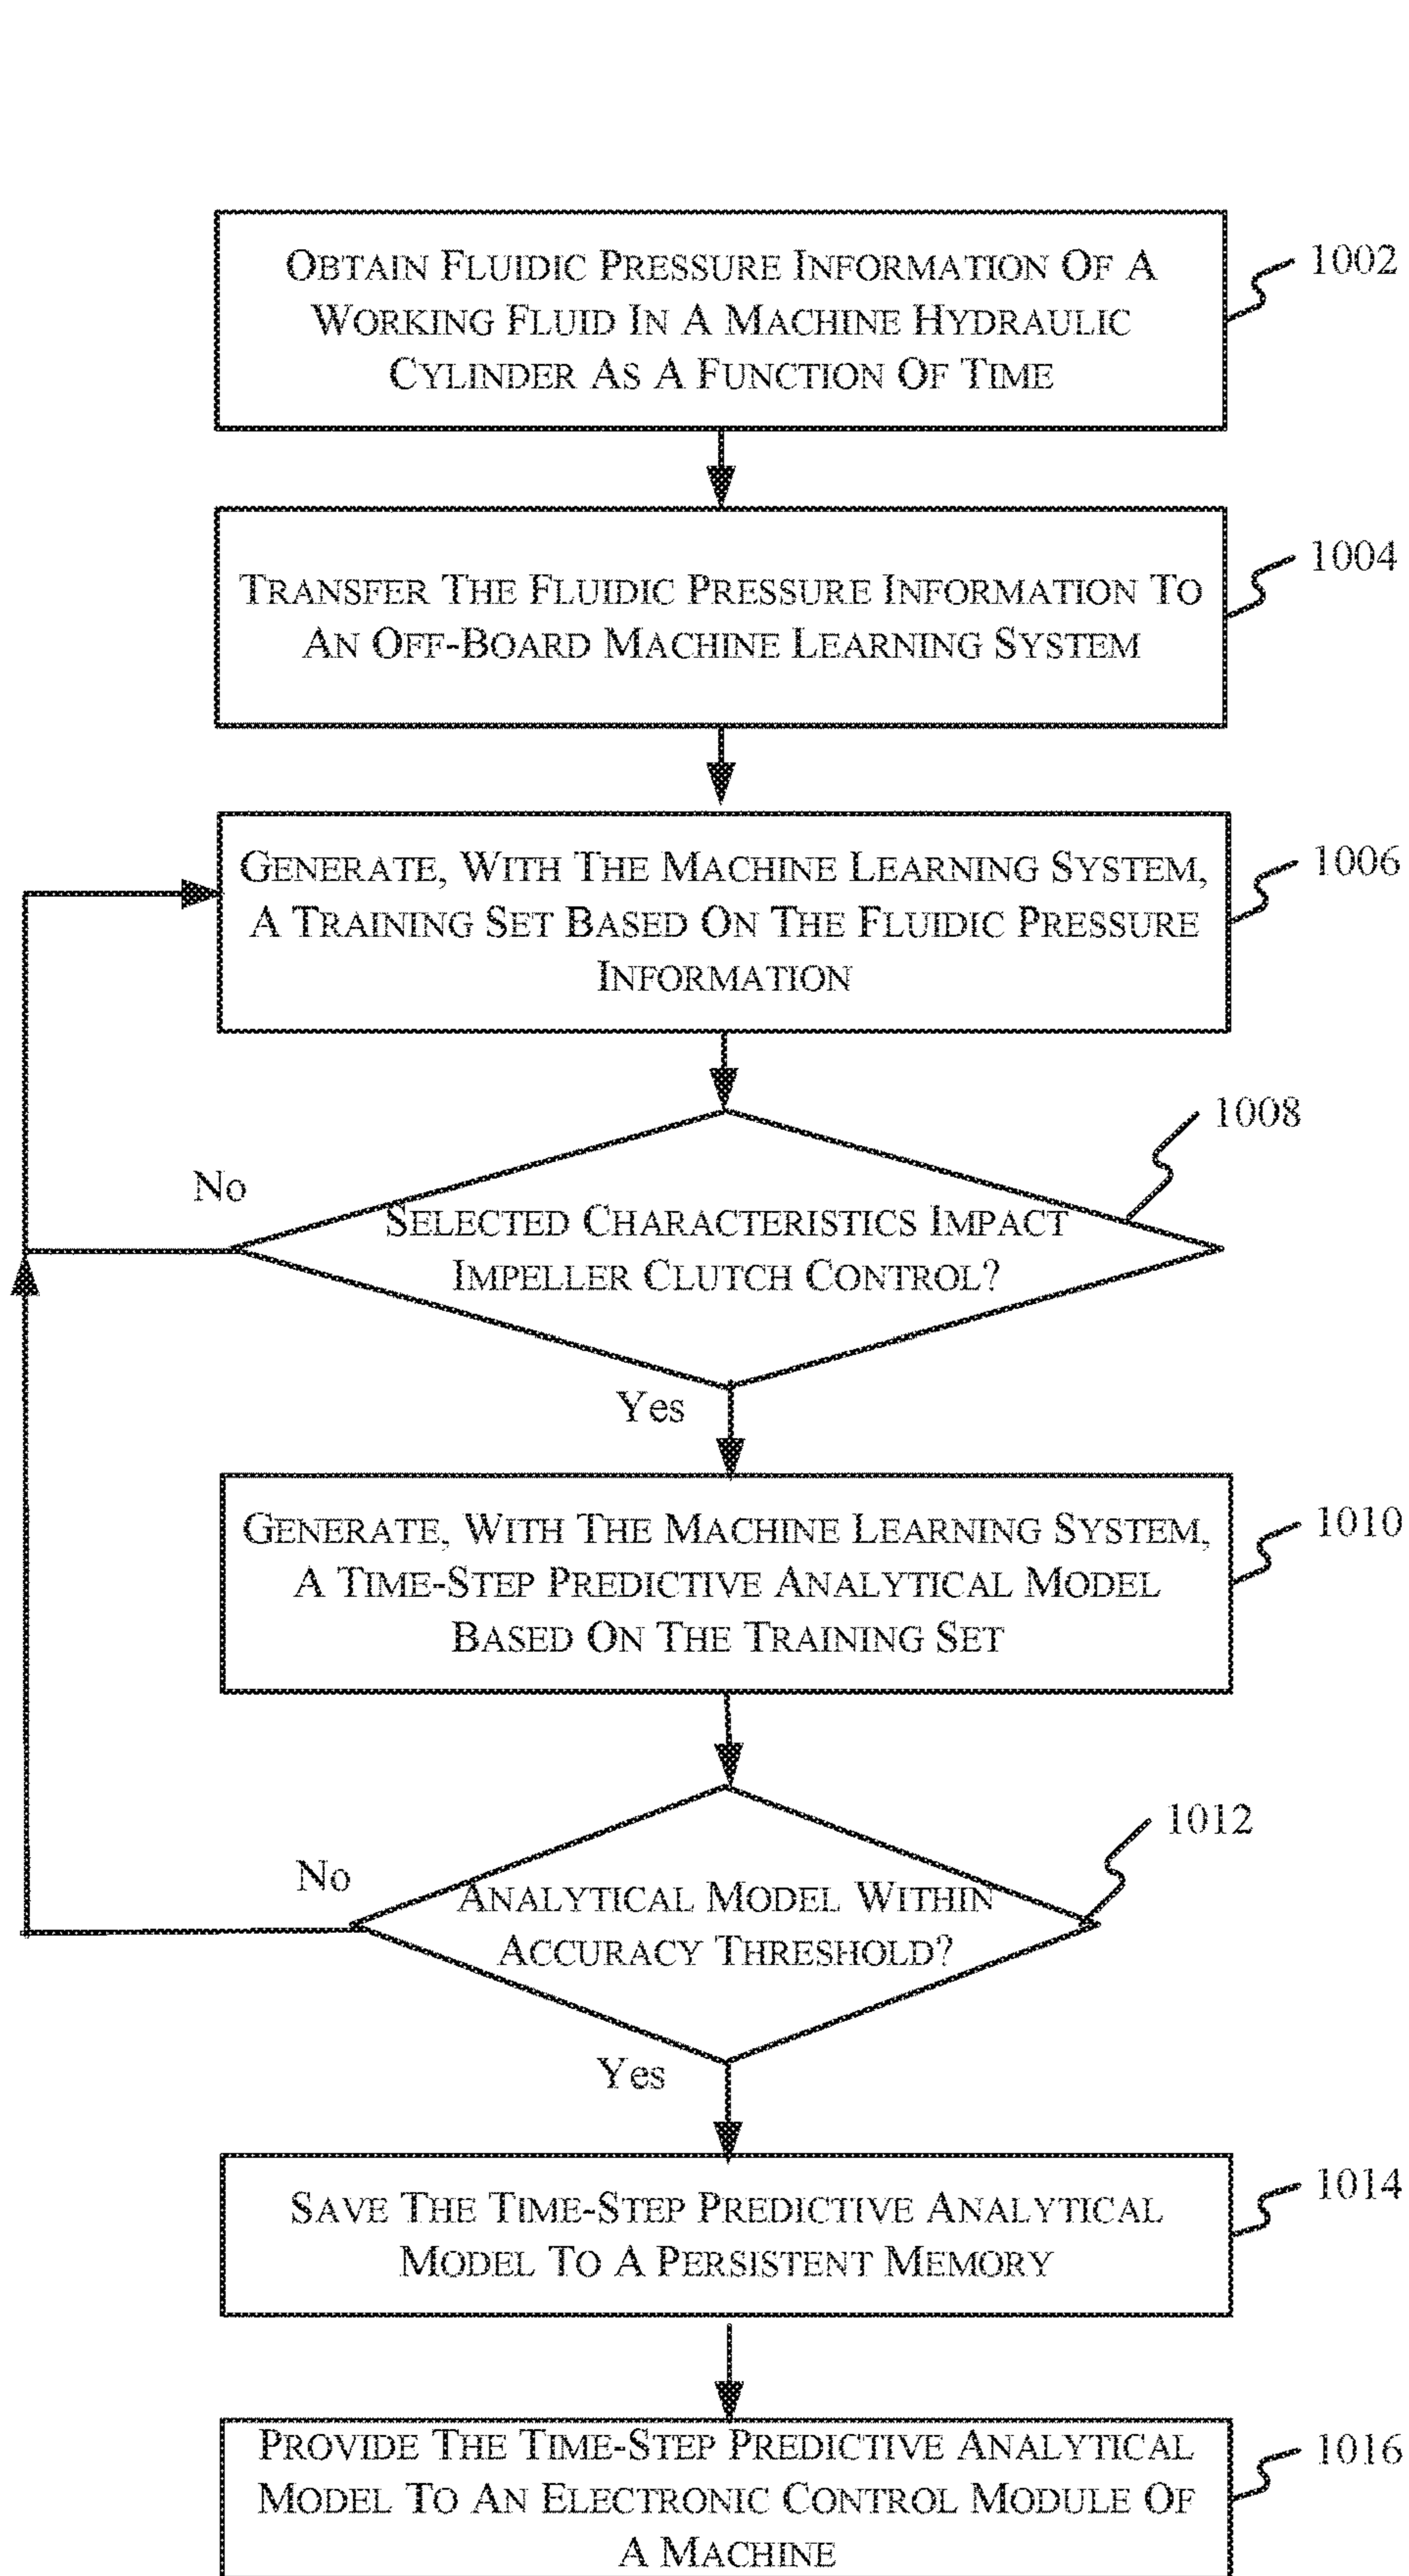 OBTAIN FLUIDIC PRESSURE INFORMATION OF A
WORKING FLUID IN A MACHINE HYDRAULIC
CYLINDER AS A FUNCTION OF TIME
1002
TRANSFER THE FLUIDIC PRESSURE INFORMATION TO
AN OFF-BOARD MACHINE LEARNING SYSTEM
1004
GENERATE, WITH THE MACHINE LEARNING SYSTEM,
A TRAINING SET BASED ON THE FLUIDIC PRESSURE
INFORMATION
1006
SELECTED CHARACTERISTICS IMPACT
IMPELLER CLUTCH CONTROL?
1008
No
Yes
GENERATE, WITH THE MACHINE LEARNING SYSTEM,
A TIME-STEP PREDICTIVE ANALYTICAL MODEL
BASED ON THE TRAINING SET
1010
ANALYTICAL MODEL WITHIN
ACCURACY THRESHOLD?
1012
No
Yes
SAVE THE TIME-STEP PREDICTIVE ANALYTICAL
MODEL TO A PERSISTENT MEMORY
1014
PROVIDE THE TIME-STEP PREDICTIVE ANALYTICAL
MODEL TO AN ELECTRONIC CONTROL MODULE OF
A MACHINE
1016